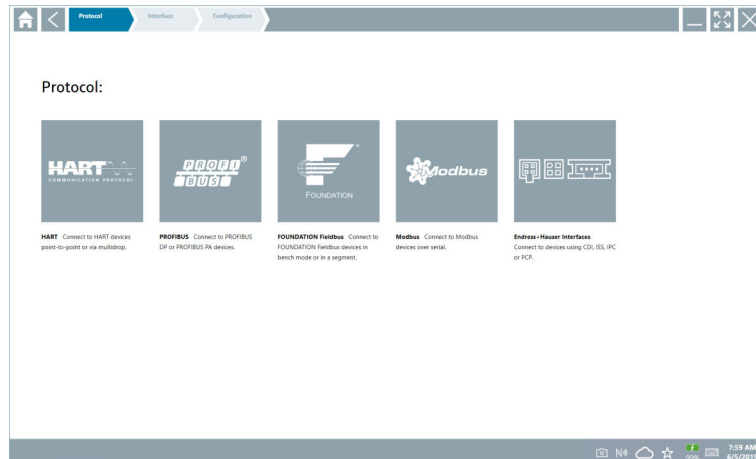 Protocol
Interface
Configuration
Protocol:
HART
COMMUNICATION PROTOCOL
PROFI
BUS
®
FOUNDATION
Modbus
HART Connect to HART devices
point-to-point or via multidrop.
PROFIBUS Connect to PROFIBUS
DP or PROFIBUS PA devices.
FOUNDATION Fieldbus Connect to
FOUNDATION Fieldbus devices in
bench mode or in a segment.
Modbus Connect to Modbus
devices over serial.
Endress+Hauser Interfaces
Connect to devices using CDI, ISS, IPC
or PCP.
99%
7:59 AM